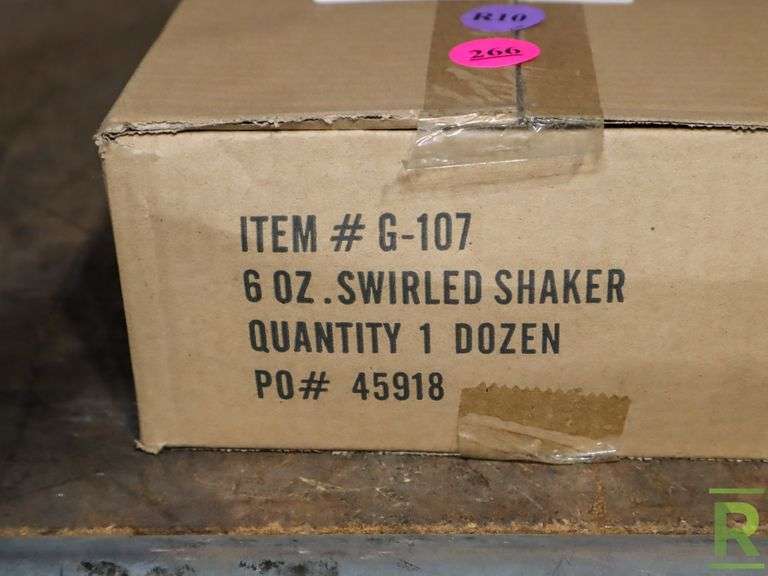 R10
266
ITEM # G-107
6 OZ. SWIRLED SHAKER
QUANTITY 1 DOZEN
PO# 45918
R